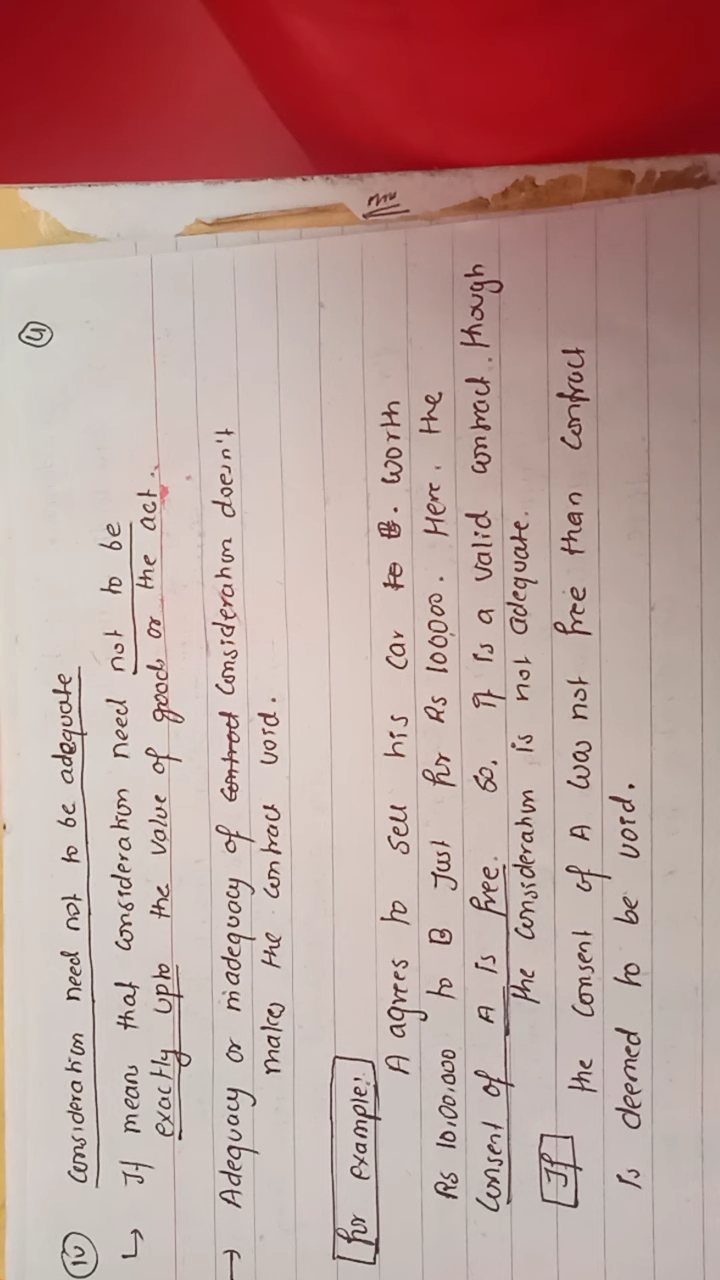 4
(iv) Consideration need not to be adequate
↳ It means that consideration need not to be
exactly upto the value of goods or the act.
→ Adequacy or inadequacy of contract consideration doesn't
makes the contract void.
For example:
A agrees to sell his car to B. worth
Rs 10,00,000 to B Just for Rs 100,000. Here, the
consent of A is free. So, it is a valid contract, though
the consideration is not adequate.
If the consent of A was not free than contract
is deemed to be void.